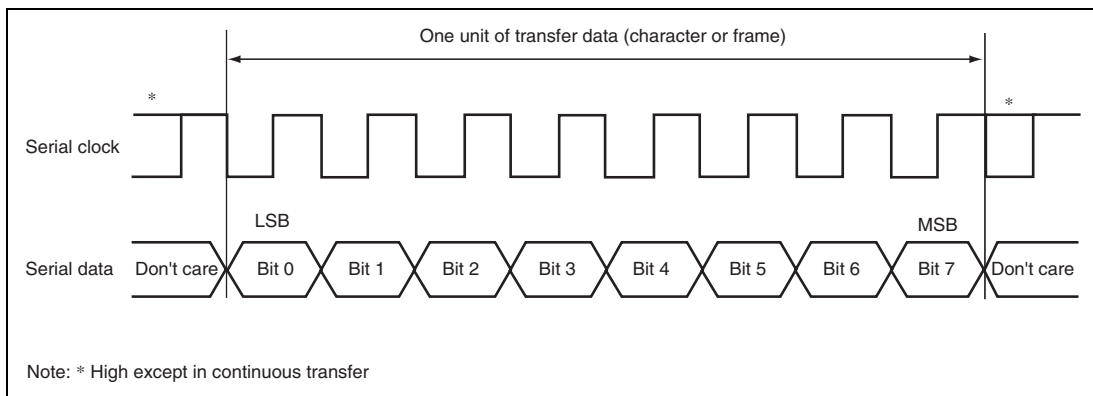 One unit of transfer data (character or frame)
* *
Serial clock
LSB MSB
Serial data Don't care Bit 0 Bit 1 Bit 2 Bit 3 Bit 4 Bit 5 Bit 6 Bit 7 Don't care
Note: * High except in continuous transfer